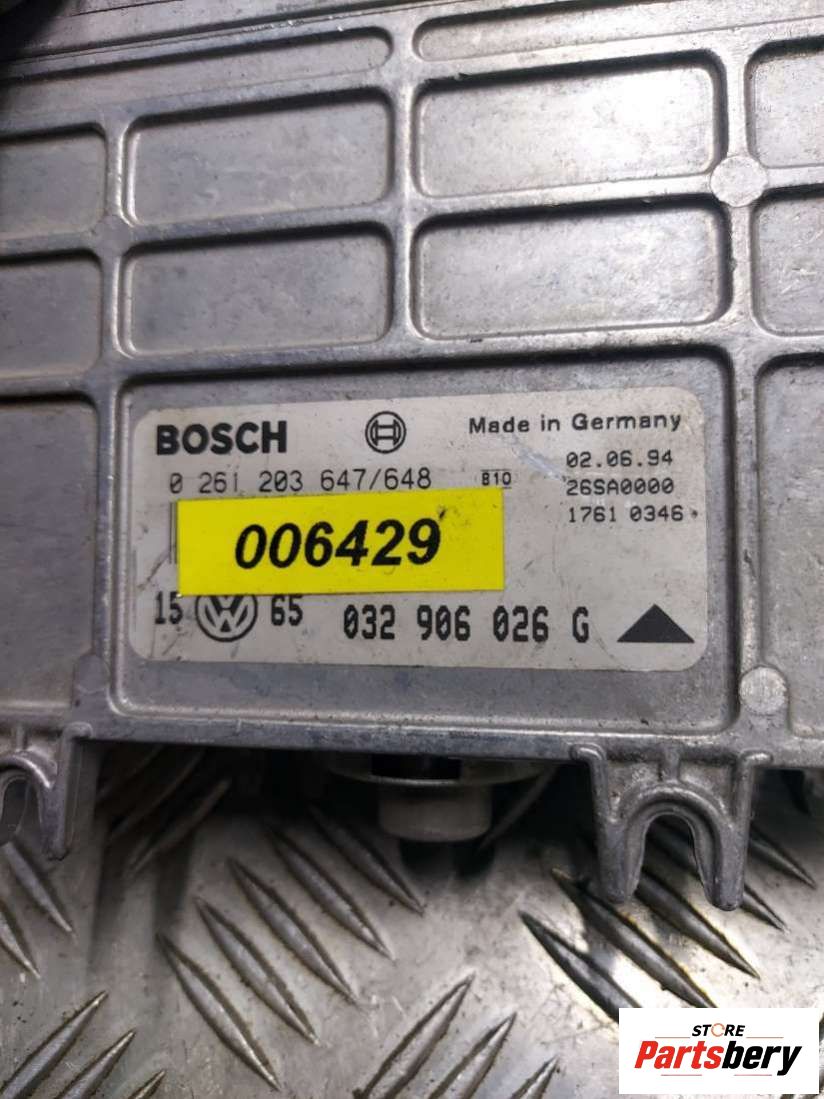 BOSCH
Made in Germany
0 261 203 647/648
B10
02.06.94
26SA0000
1761 0346
006429
15 VW 65
032 906 026 G
STORE
Partsbery